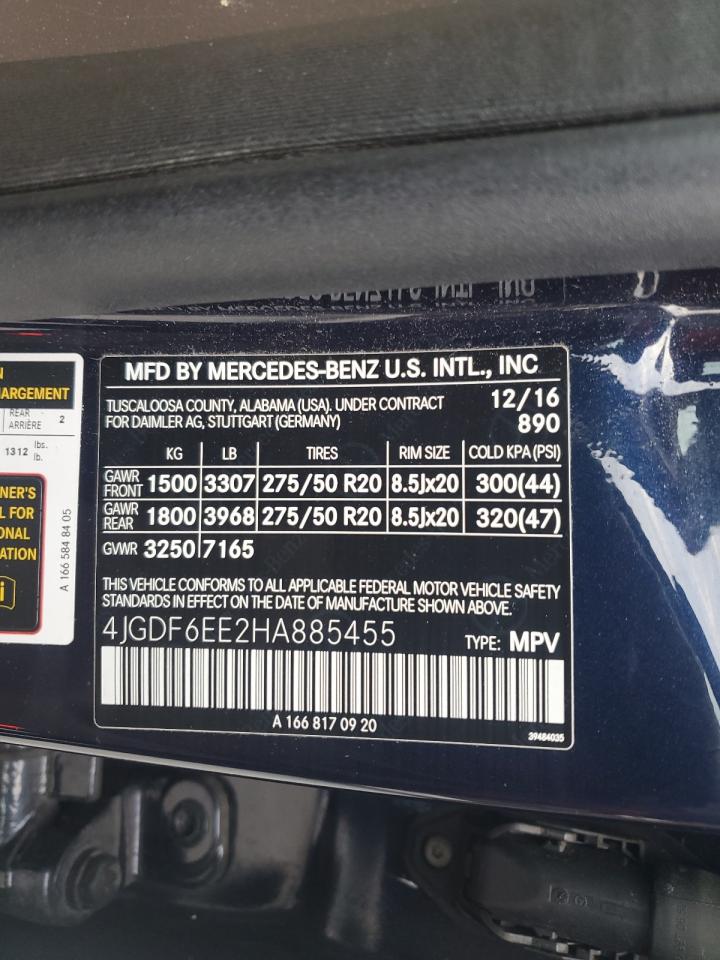 N
HARGEMENT
REAR
ARRIÈRE 2
1312 lbs.
lb.
NER'S
L FOR
ONAL
ATION
i
A 166 584 84 05
MFD BY MERCEDES-BENZ U.S. INTL., INC
TUSCALOOSA COUNTY, ALABAMA (USA). UNDER CONTRACT 12/16
FOR DAIMLER AG, STUTTGART (GERMANY) 890
KG LB TIRES RIM SIZE COLD KPA (PSI)
GAWR FRONT 1500 3307 275/50 R20 8.5Jx20 300(44)
GAWR REAR 1800 3968 275/50 R20 8.5Jx20 320(47)
GVWR 3250 7165
THIS VEHICLE CONFORMS TO ALL APPLICABLE FEDERAL MOTOR VEHICLE SAFETY
STANDARDS IN EFFECT ON THE DATE OF MANUFACTURE SHOWN ABOVE.
4JGDF6EE2HA885455 TYPE: MPV
A 166 817 09 20
39484035